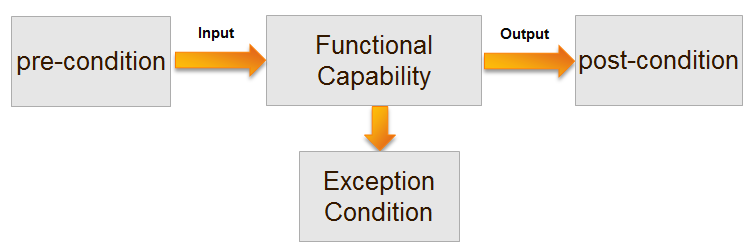 Input
Output
pre-condition
Functional
Capability
post-condition
Exception
Condition